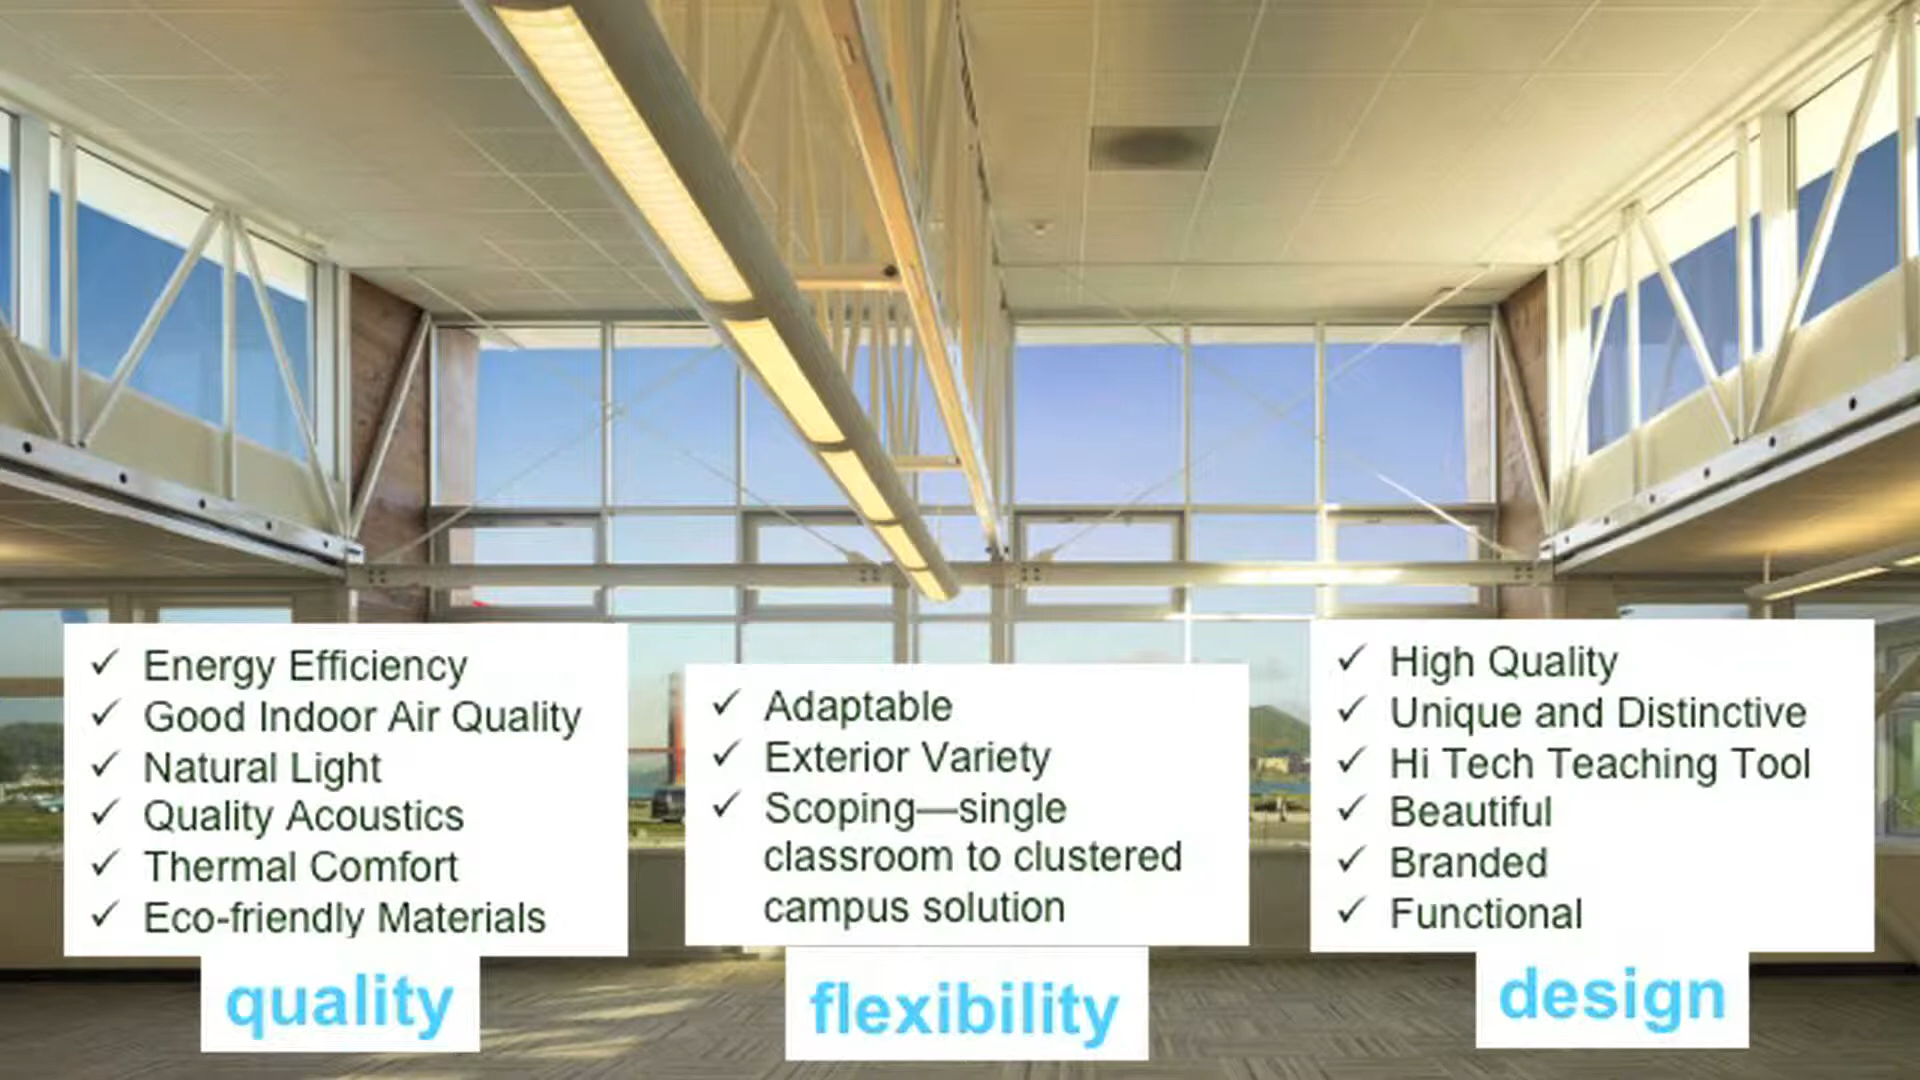 ✓ Energy Efficiency
✓ Good Indoor Air Quality
✓ Natural Light
✓ Quality Acoustics
✓ Thermal Comfort
✓ Eco-friendly Materials
quality
✓ Adaptable
✓ Exterior Variety
✓ Scoping—single
classroom to clustered
campus solution
flexibility
✓ High Quality
✓ Unique and Distinctive
✓ Hi Tech Teaching Tool
✓ Beautiful
✓ Branded
✓ Functional
design